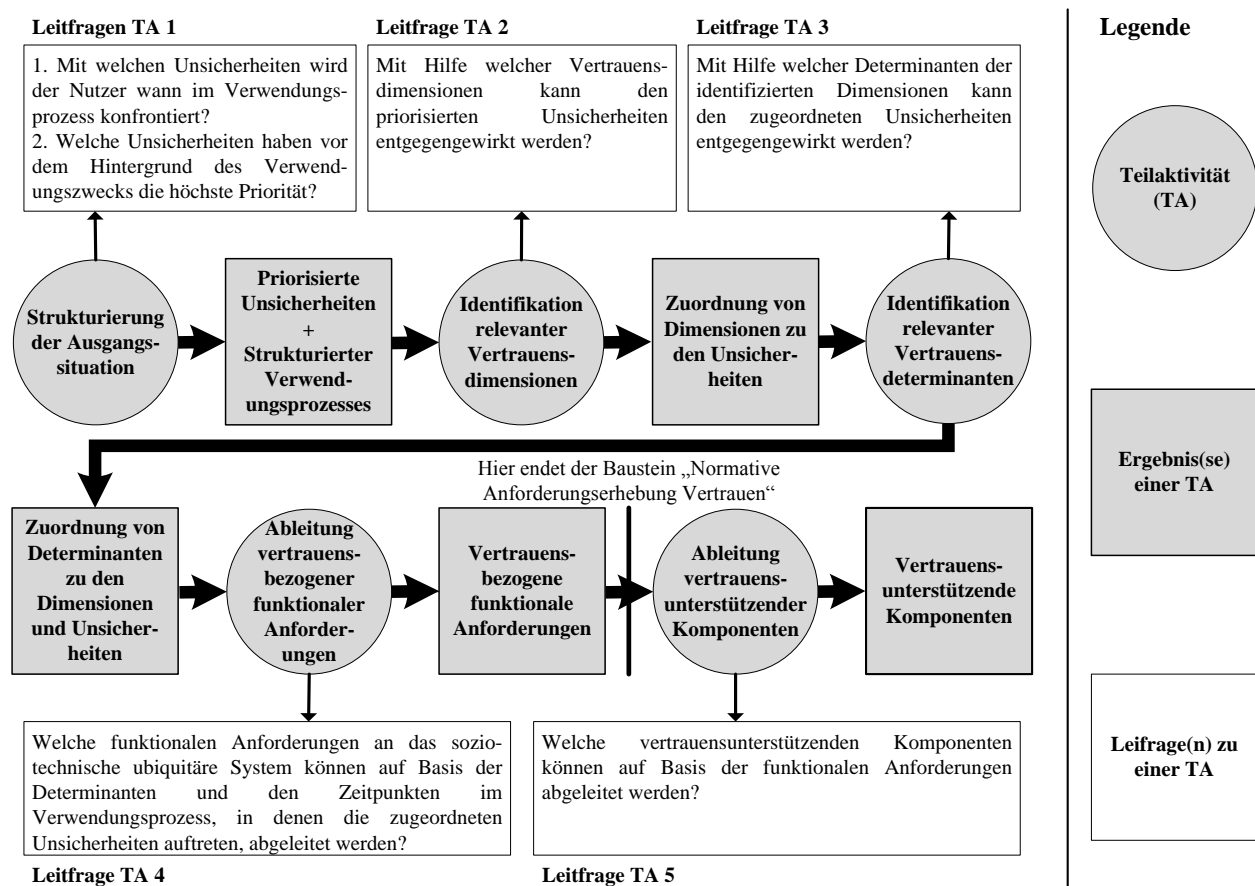 Leitfragen TA 1
1. Mit welchen Unsicherheiten wird
der Nutzer wann im Verwendungs-
prozess konfrontiert?
2. Welche Unsicherheiten haben vor
dem Hintergrund des Verwend-
ungszwecks die höchste Priorität?
Leitfrage TA 2
Mit Hilfe welcher Vertrauens-
dimensionen kann den
priorisierten Unsicherheiten
entgegengewirkt werden?
Leitfrage TA 3
Mit Hilfe welcher Determinanten der
identifizierten Dimensionen kann
den zugeordneten Unsicherheiten
entgegengewirkt werden?
Strukturierung
der Ausgangs-
situation
Priorisierte
Unsicherheiten
+
Strukturierter
Verwend-
ungsprozesses
Identifikation
relevanter
Vertrauens-
dimensionen
Zuordnung von
Dimensionen zu
den Unsicher-
heiten
Identifikation
relevanter
Vertrauens-
determinanten
Hier endet der Baustein „Normative
Anforderungserhebung Vertrauen“
Zuordnung von
Determinanten
zu den
Dimensionen
und Unsicher-
heiten
Ableitung
vertrauens-
bezogener
funktionaler
Anforder-
ungen
Vertrauens-
bezogene
funktionale
Anforderungen
Ableitung
vertrauens-
unterstützender
Komponenten
Vertrauens-
unterstützende
Komponenten
Welche funktionalen Anforderungen an das sozio-
technische ubiquitäre System können auf Basis der
Determinanten und den Zeitpunkten im
Verwendungsprozess, in denen die zugeordneten
Unsicherheiten auftreten, abgeleitet werden?
Leitfrage TA 4
Welche vertrauensunterstützenden Komponenten
können auf Basis der funktionalen Anforderungen
abgeleitet werden?
Leitfrage TA 5
Legende
Teilaktivität
(TA)
Ergebnis(se)
einer TA
Leifrage(n) zu
einer TA